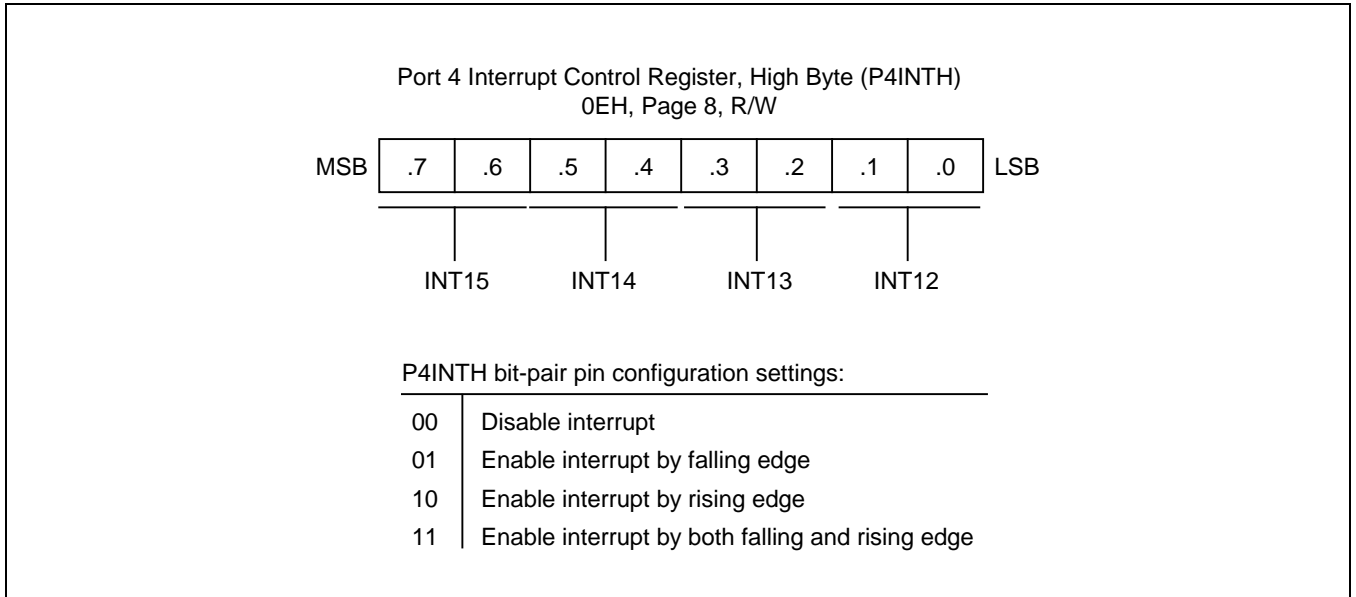 Port 4 Interrupt Control Register, High Byte (P4INTH)
0EH, Page 8, R/W
MSB .7 .6 .5 .4 .3 .2 .1 .0 LSB
INT15 INT14 INT13 INT12
P4INTH bit-pair pin configuration settings:
00 Disable interrupt
01 Enable interrupt by falling edge
10 Enable interrupt by rising edge
11 Enable interrupt by both falling and rising edge